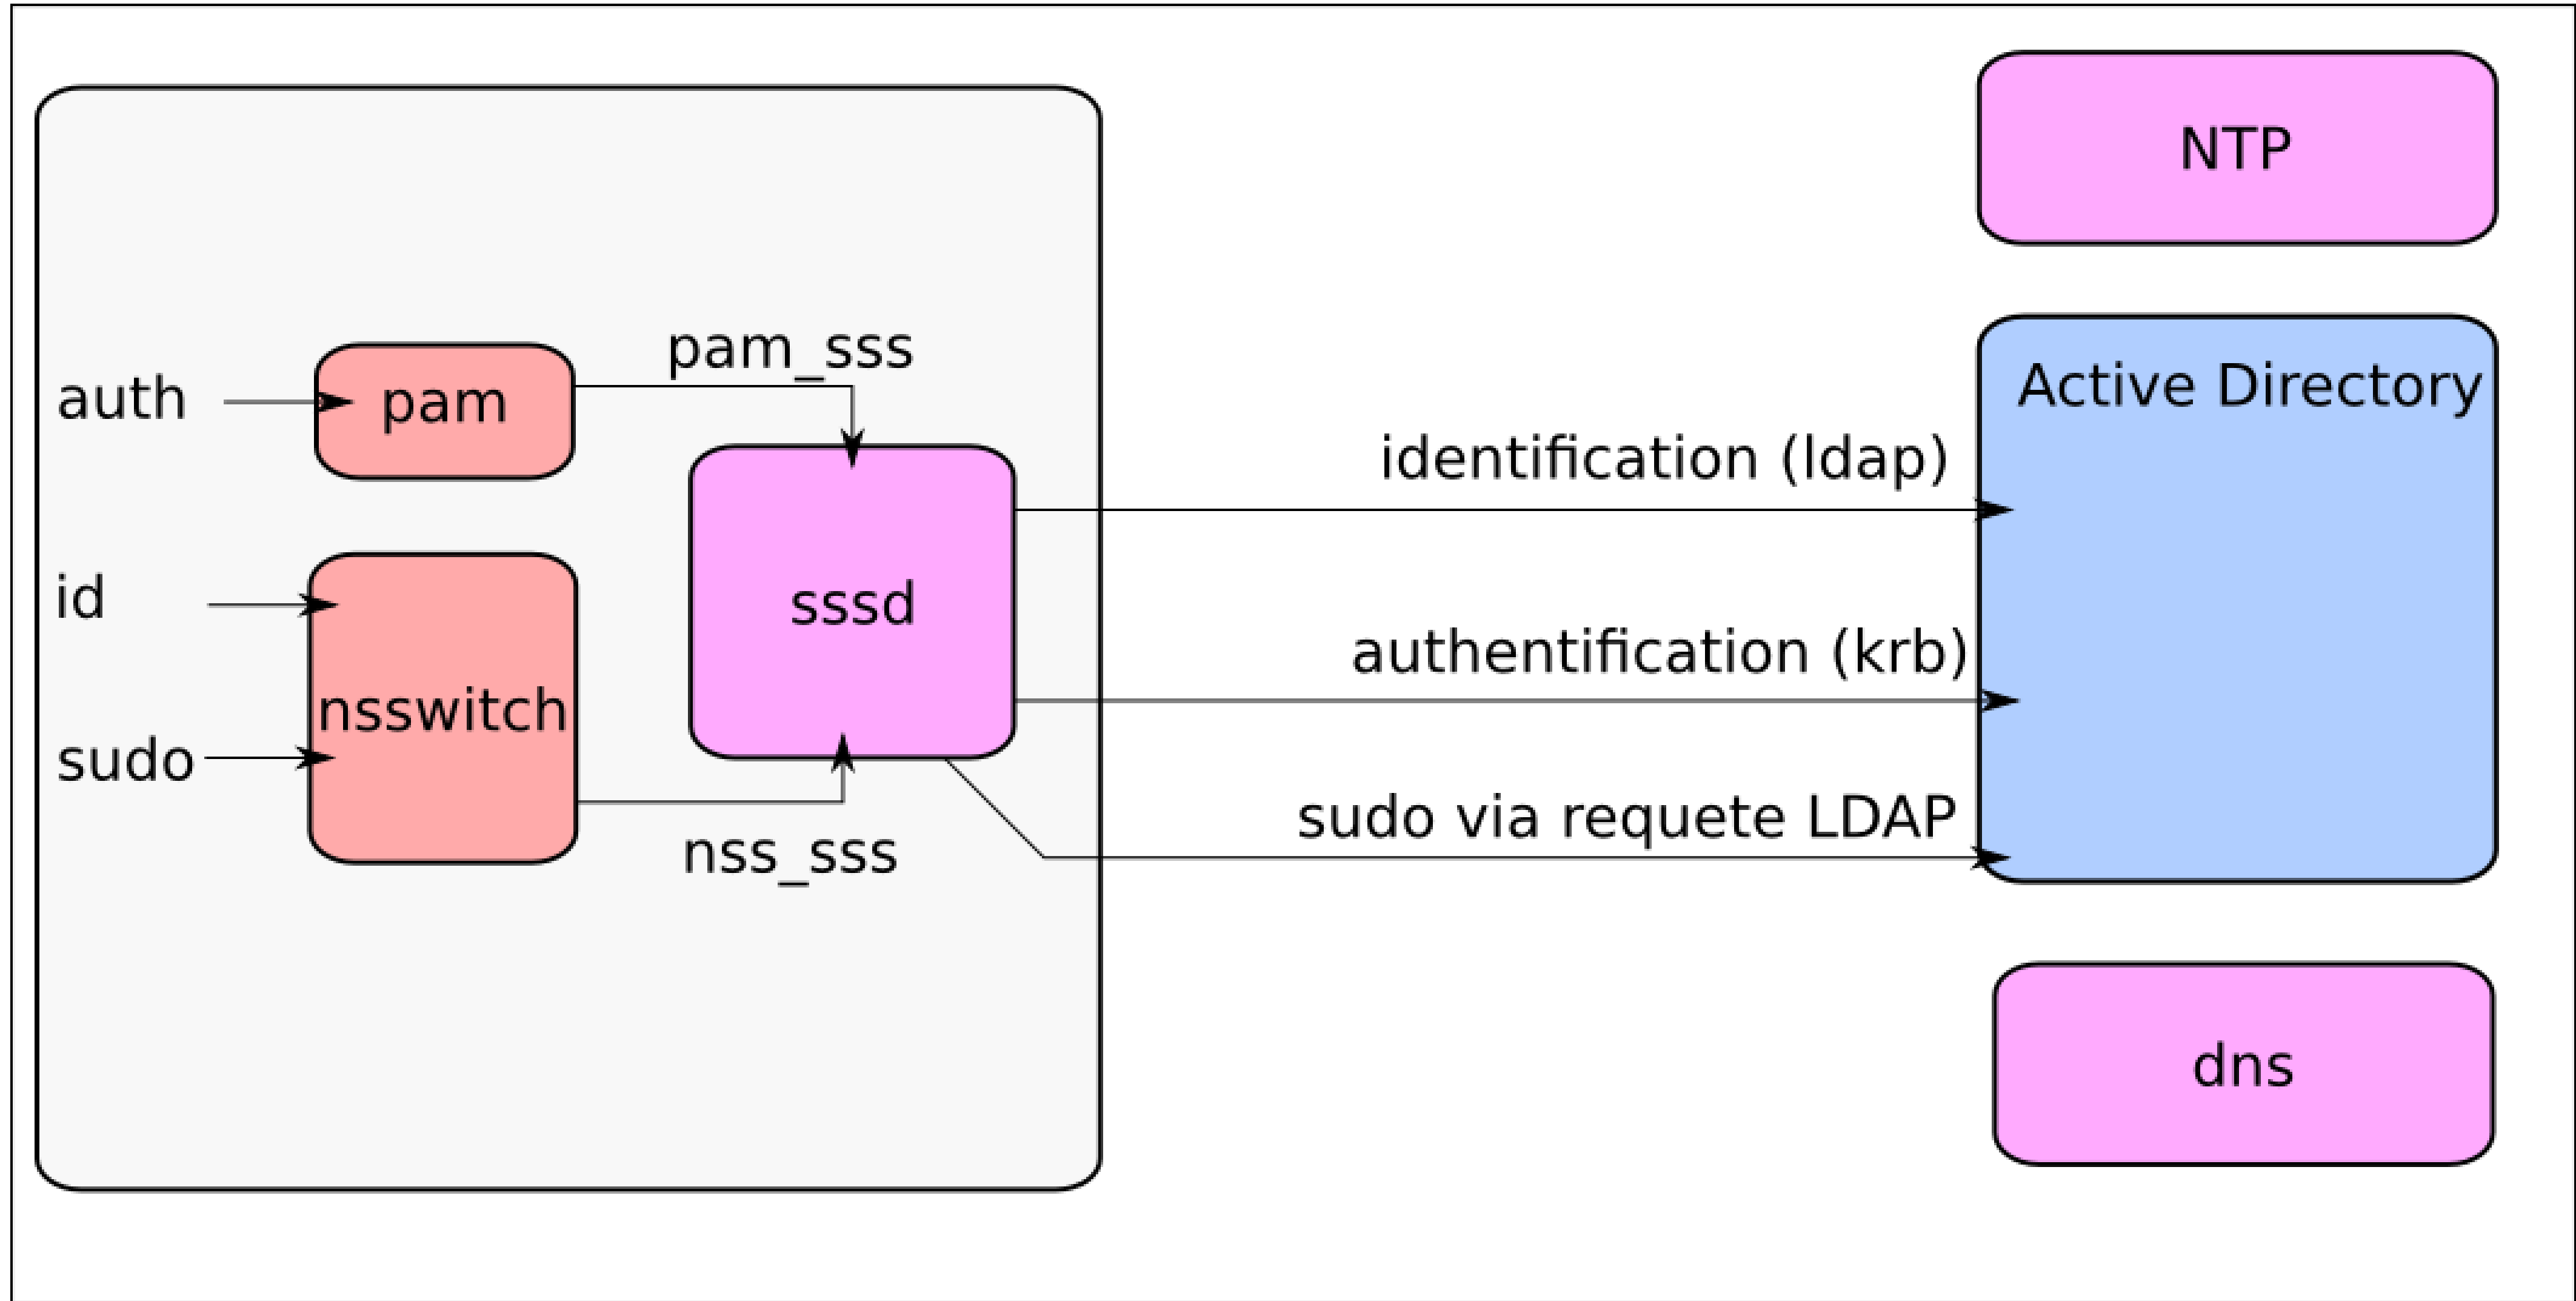 NTP
Active Directory
auth
pam
pam_sss
identification (ldap)
id
sssd
authentification (krb)
nsswitch
sudo
sudo via requete LDAP
nss_sss
dns